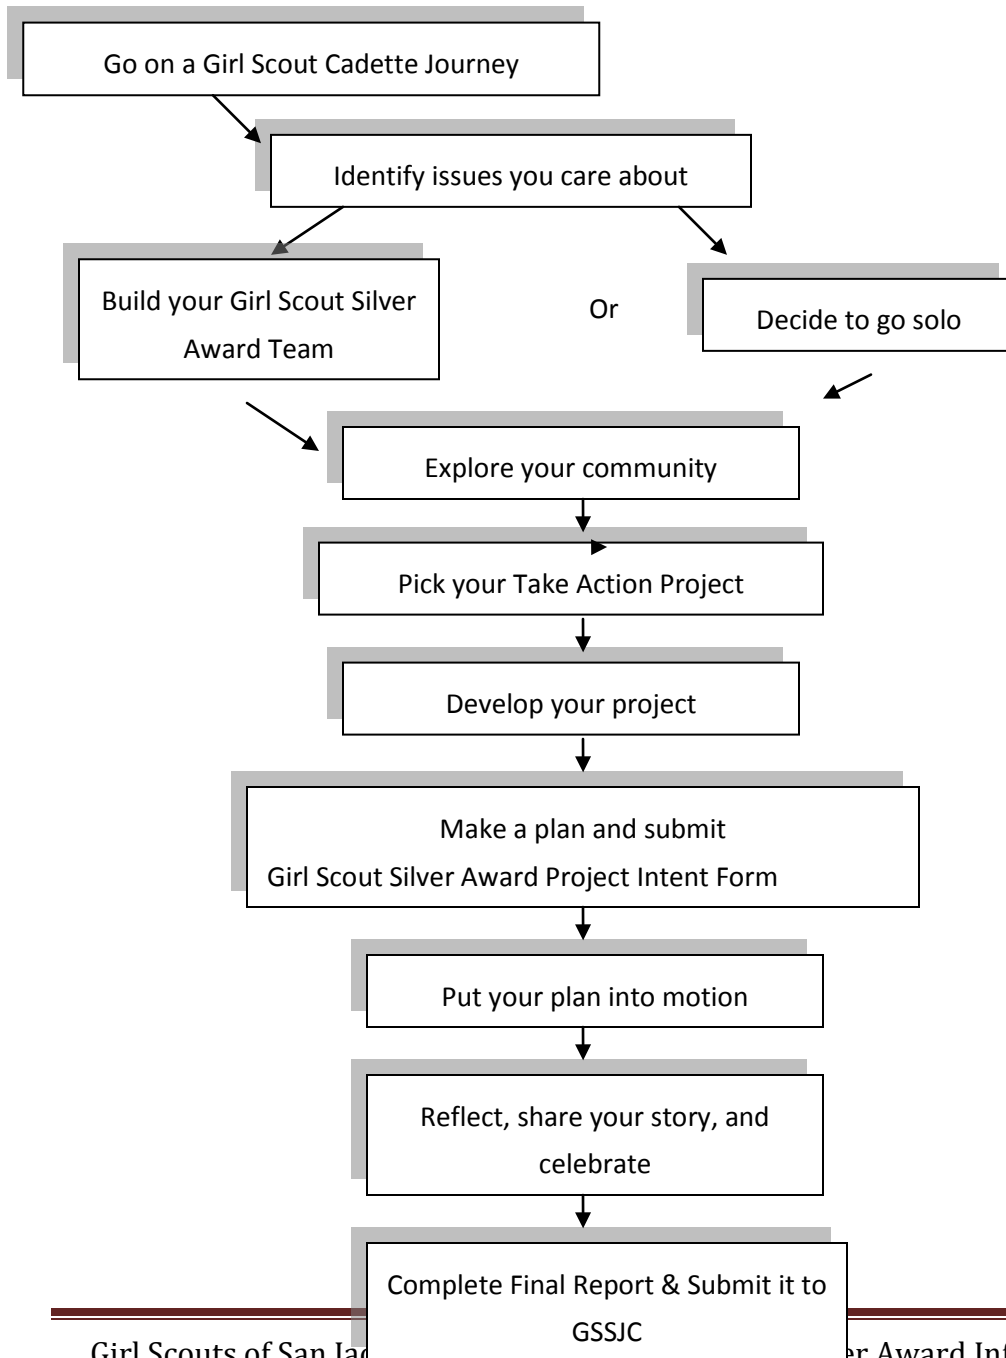 Go on a Girl Scout Cadette Journey
Identify issues you care about
Build your Girl Scout Silver
Award Team
Or
Decide to go solo
Explore your community
Pick your Take Action Project
Develop your project
Make a plan and submit
Girl Scout Silver Award Project Intent Form
Put your plan into motion
Reflect, share your story, and
celebrate
Complete Final Report & Submit it to
GSSJC
Girl Scouts of San Award